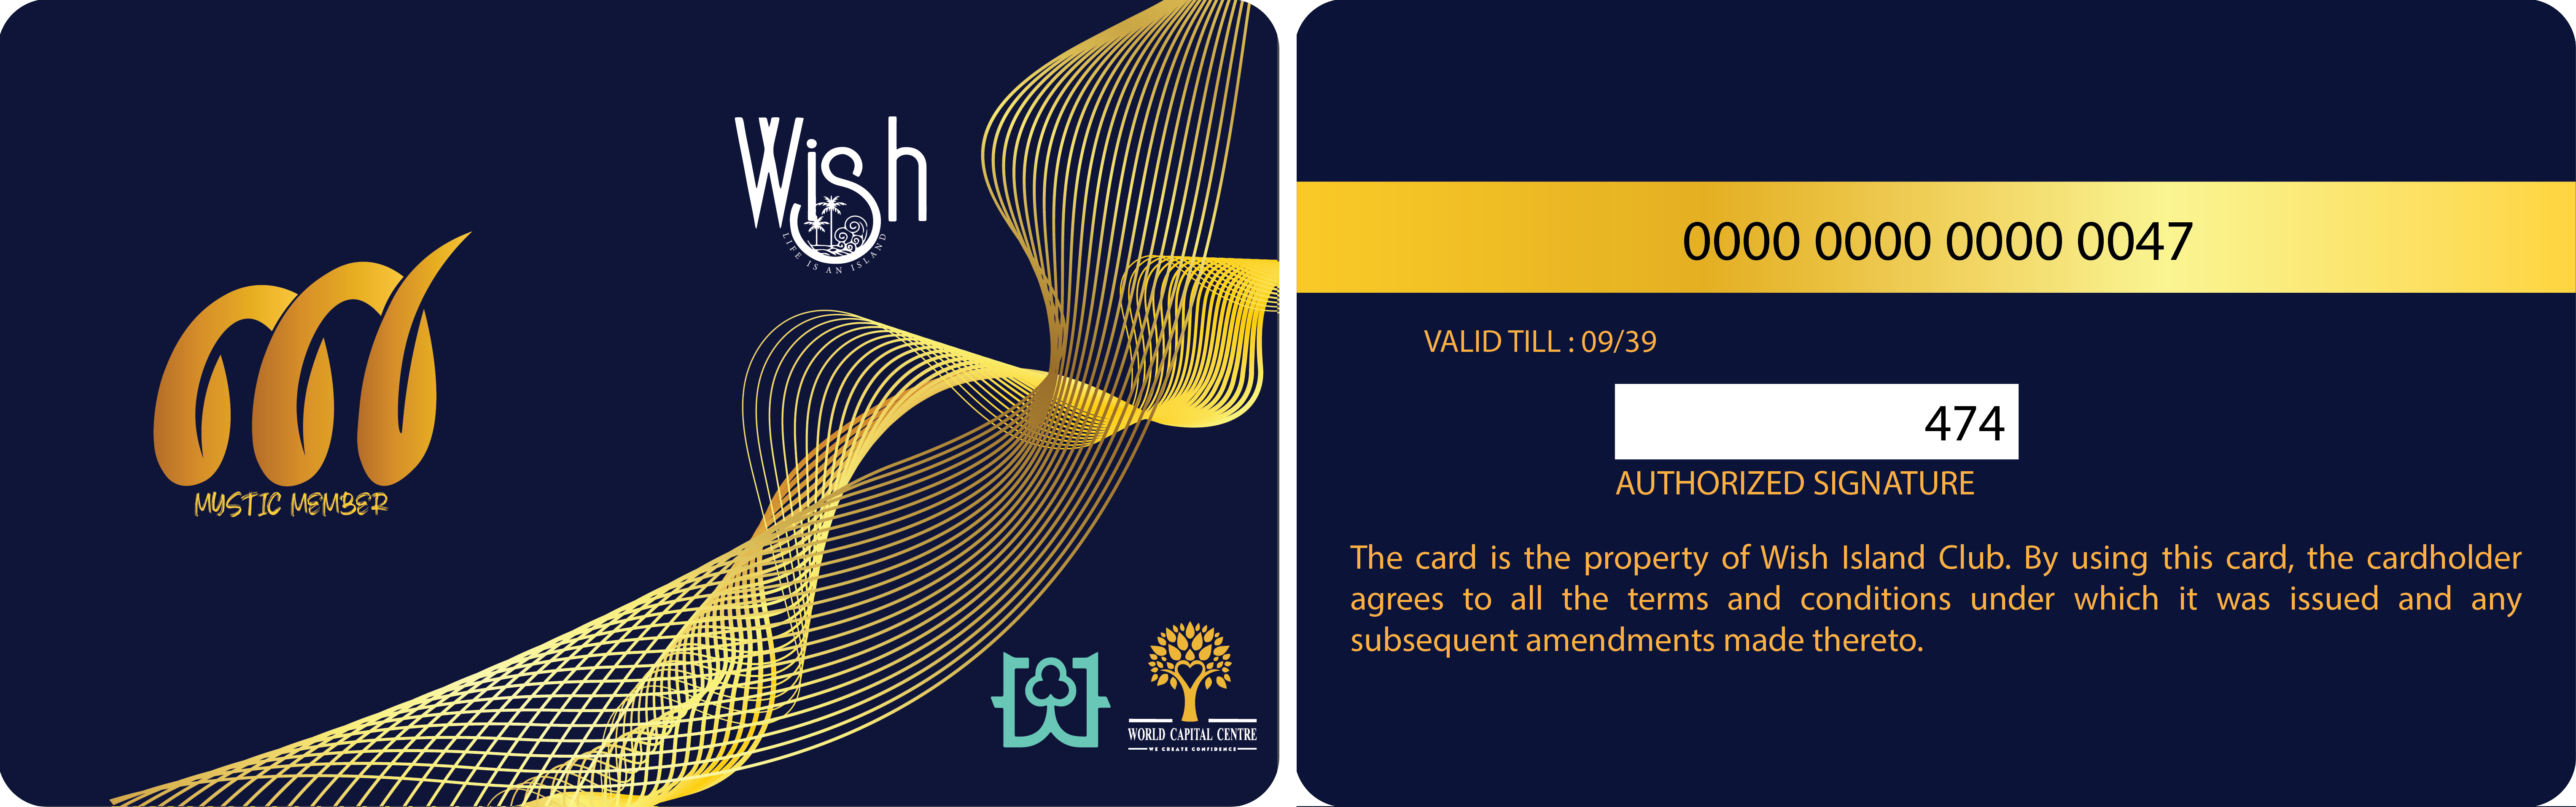 Wish
LIFE IS AN ISLAND
MYSTIC MEMBER
WORLD CAPITAL CENTRE
WE CREATE CONFIDENCE
0000 0000 0000 0047
VALID TILL : 09/39
474
AUTHORIZED SIGNATURE
The card is the property of Wish Island Club. By using this card, the cardholder
agrees to all the terms and conditions under which it was issued and any
subsequent amendments made thereto.